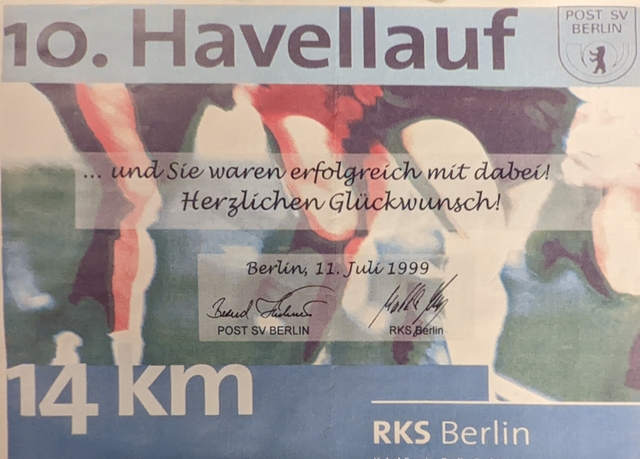 10. Havellauf
POST SV
BERLIN
... und Sie waren erfolgreich mit dabei!
Herzlichen Glückwunsch!
Berlin, 11. Juli 1999
POST SV BERLIN
RKS Berlin
14 km
RKS Berlin